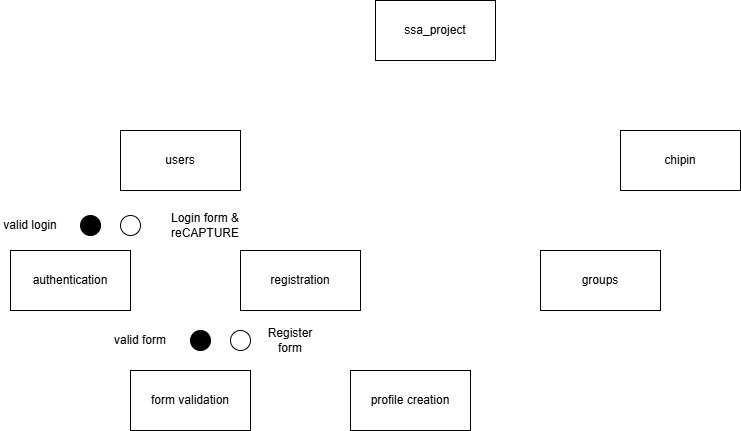 ssa_project
users
chipin
valid login
Login form &
reCAPTURE
authentication
registration
groups
valid form
Register
form
form validation
profile creation